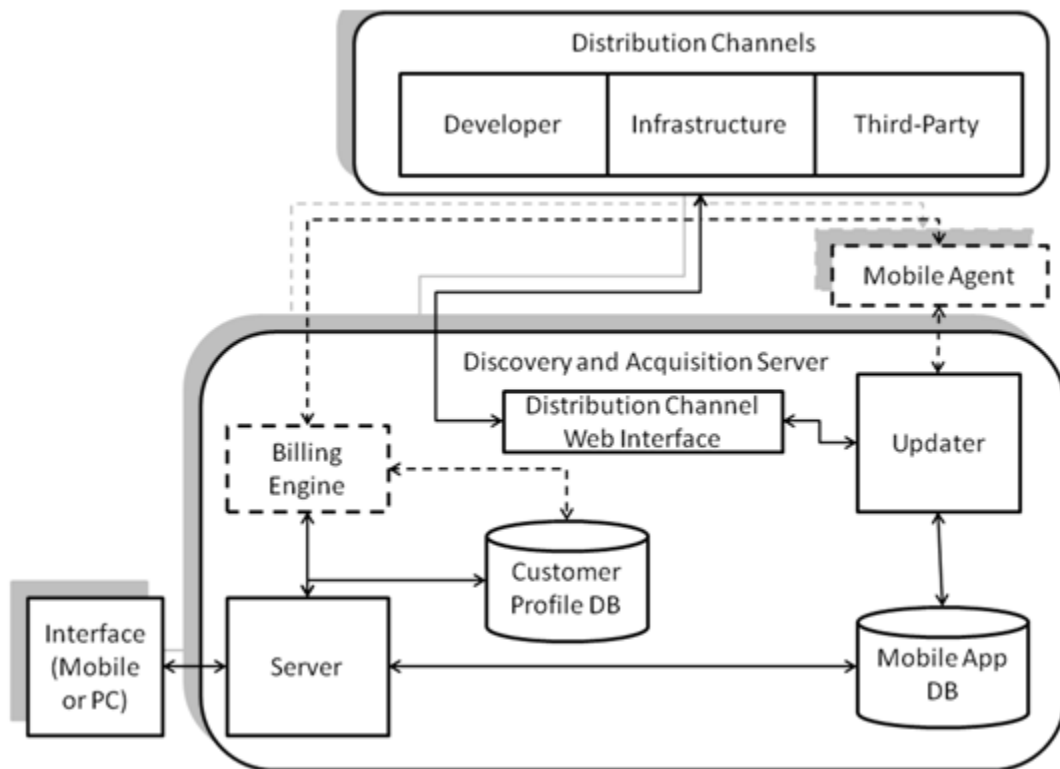 Distribution Channels
Developer
Infrastructure
Third-Party
Mobile Agent
Discovery and Acquisition Server
Distribution Channel
Web Interface
Updater
Billing
Engine
Customer
Profile DB
Interface
(Mobile
or PC)
Server
Mobile App
DB